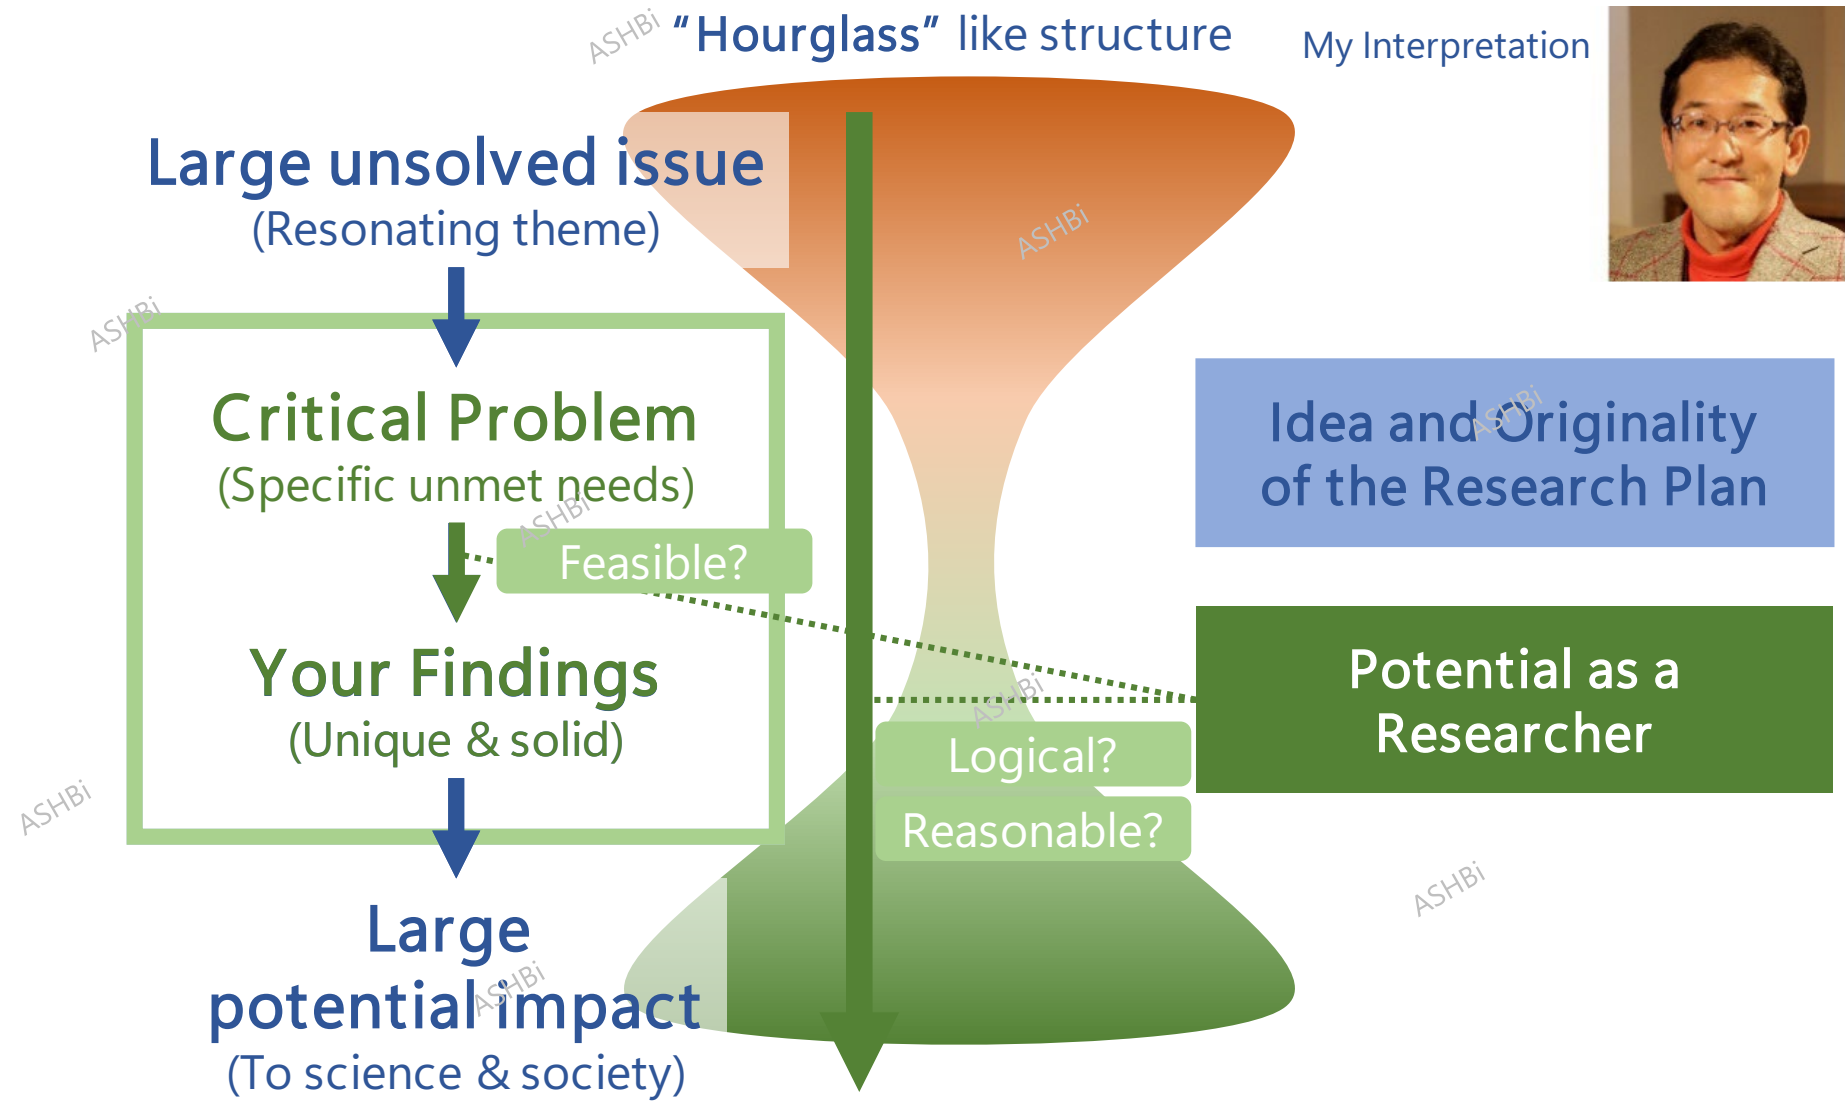 “Hourglass” like structure
My Interpretation
Large unsolved issue
(Resonating theme)
Critical Problem
(Specific unmet needs)
Feasible?
Your Findings
(Unique & solid)
Large
potential impact
(To science & society)
Logical?
Reasonable?
Idea and Originality
of the Research Plan
Potential as a
Researcher
ASHBi
ASHBi
ASHBi
ASHBi
ASHBi
ASHBi
ASHBi
ASHBi
ASHBi